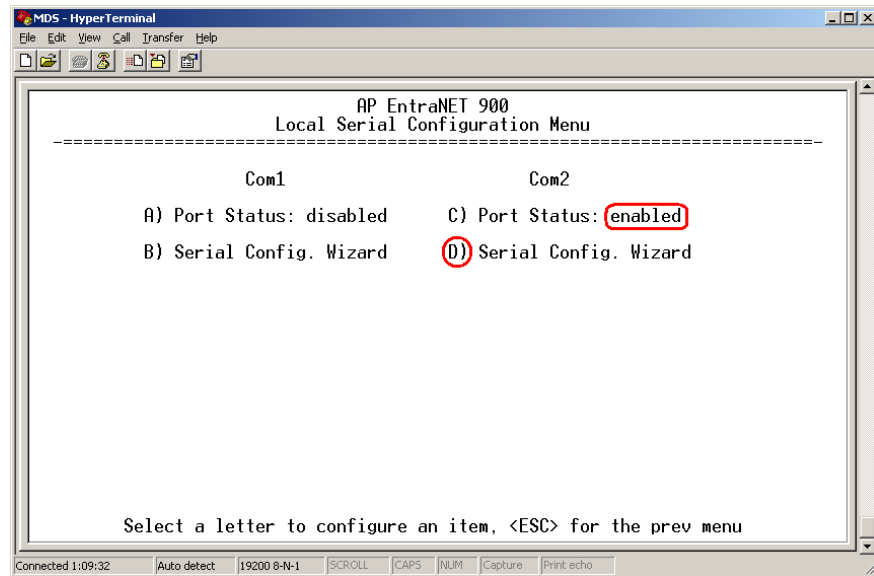 MDS - HyperTerminal
File Edit View Call Transfer Help
AP EntraNET 900
Local Serial Configuration Menu
-==========================================================================-
Com1 Com2
A) Port Status: disabled C) Port Status: enabled
B) Serial Config. Wizard D) Serial Config. Wizard
Select a letter to configure an item, <ESC> for the prev menu
Connected 1:09:32 Auto detect 19200 8-N-1 SCROLL CAPS NUM Capture Print echo